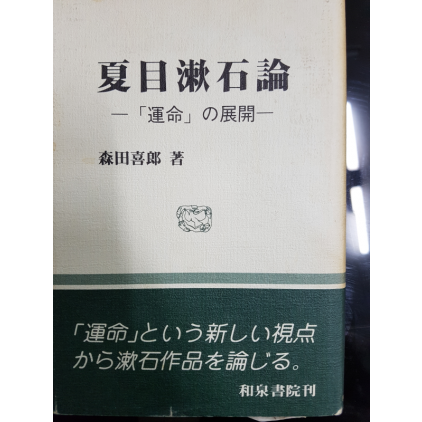 夏目漱石論
―「運命」の展開―
森田喜郎 著
「運命」という新しい視点
から漱石作品を論じる。
和泉書院刊